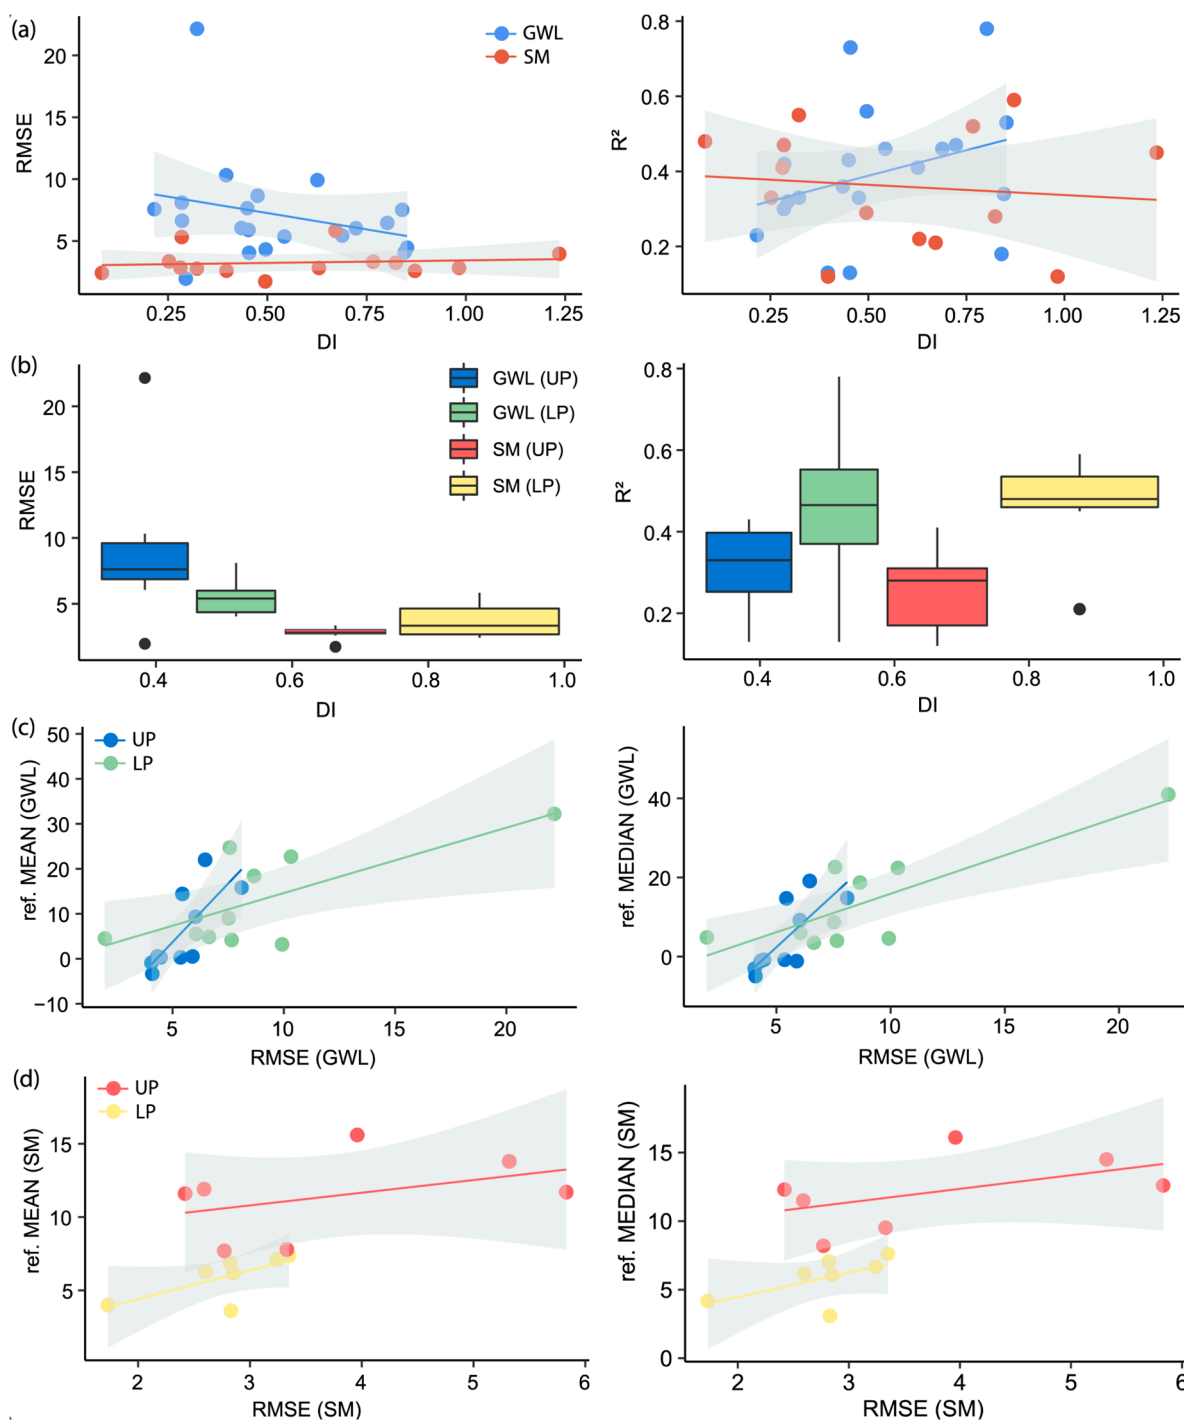 (a)
GWL
SM
RMSE
20
15
10
5
0.25
0.50
0.75
1.00
1.25
DI
R²
0.8
0.6
0.4
0.2
0.25
0.50
0.75
1.00
1.25
DI
(b)
GWL (UP)
GWL (LP)
SM (UP)
SM (LP)
RMSE
20
15
10
5
0.4
0.6
0.8
1.0
DI
R²
0.8
0.6
0.4
0.2
0.4
0.6
0.8
1.0
DI
(c)
UP
LP
ref. MEAN (GWL)
50
40
30
20
10
0
−10
5
10
15
20
RMSE (GWL)
ref. MEDIAN (GWL)
40
20
0
5
10
15
20
RMSE (GWL)
(d)
UP
LP
ref. MEAN (SM)
15
10
5
2
3
4
5
6
RMSE (SM)
ref. MEDIAN (SM)
15
10
5
0
2
3
4
5
6
RMSE (SM)